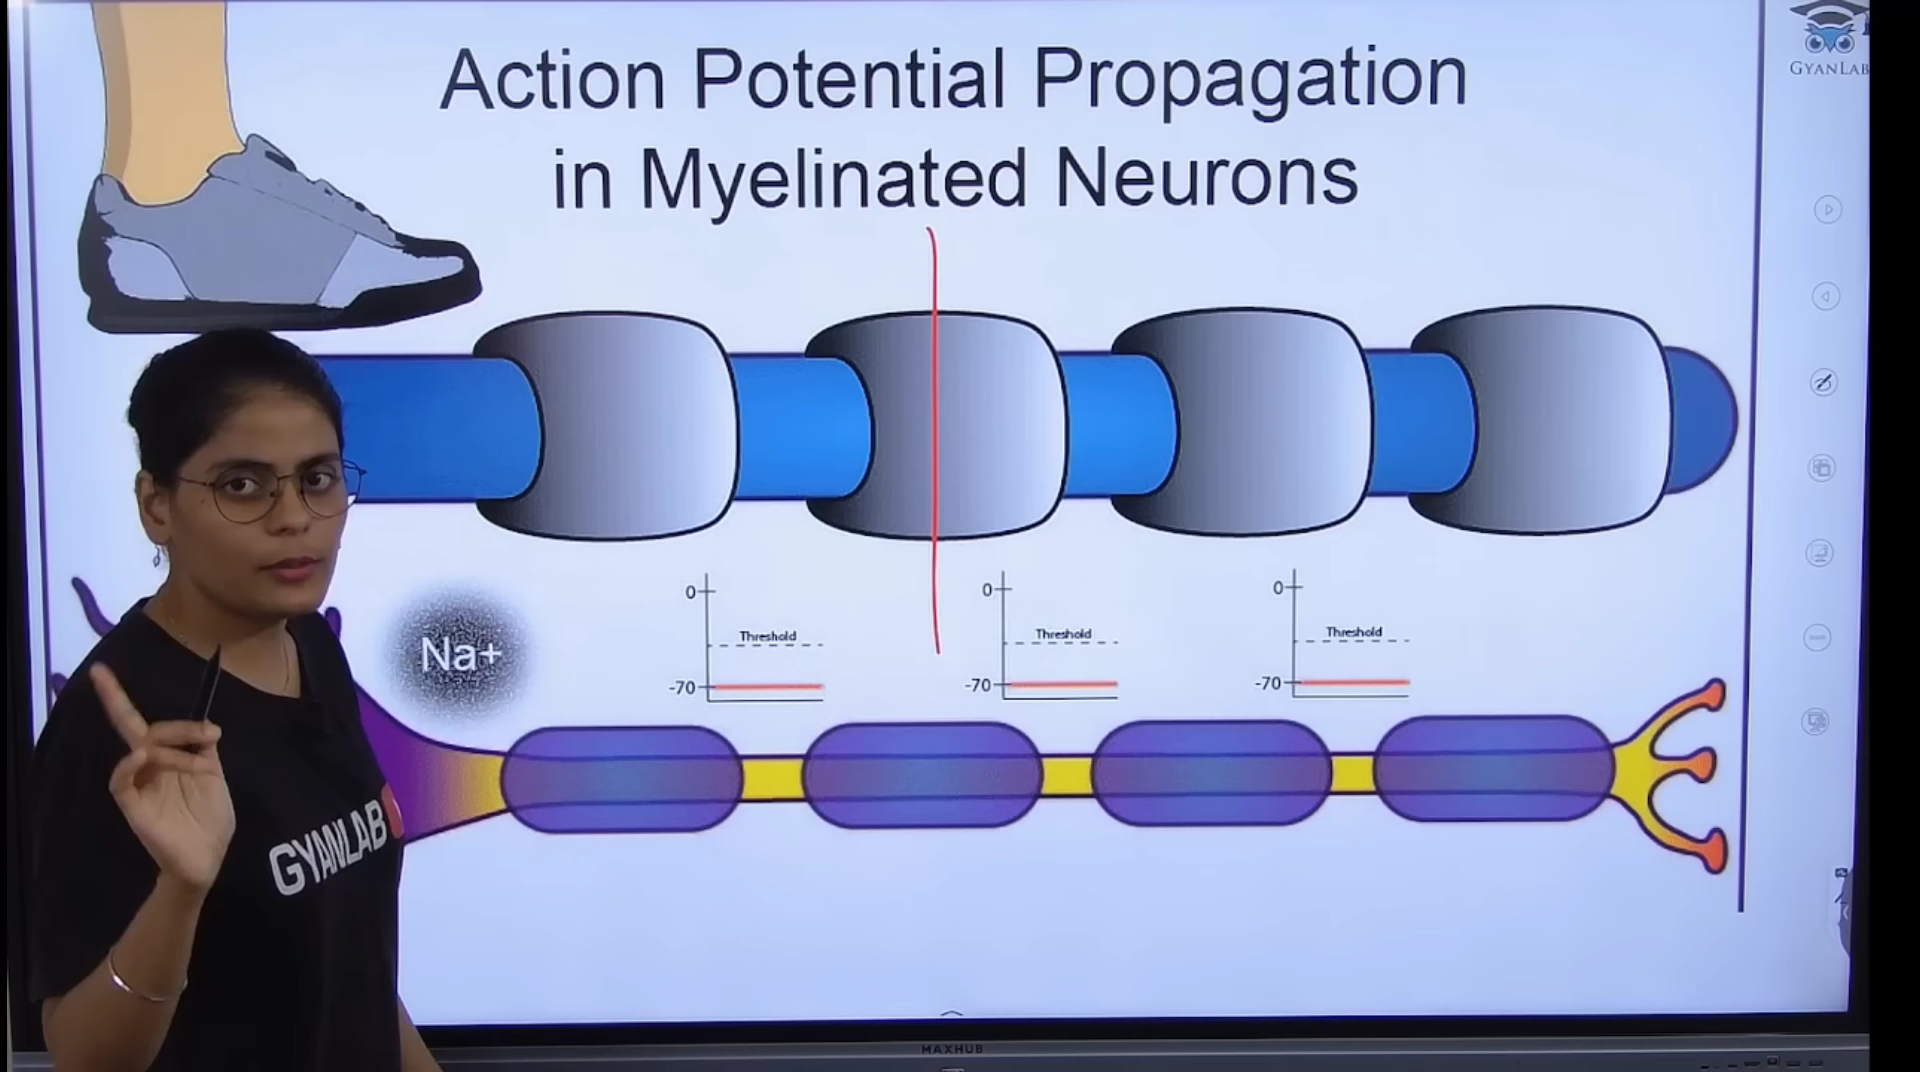 Action Potential Propagation
in Myelinated Neurons
GYANLAB
0
Threshold
-70
0
Threshold
-70
0
Threshold
-70
Na+
GYANLAB
MAXHUB